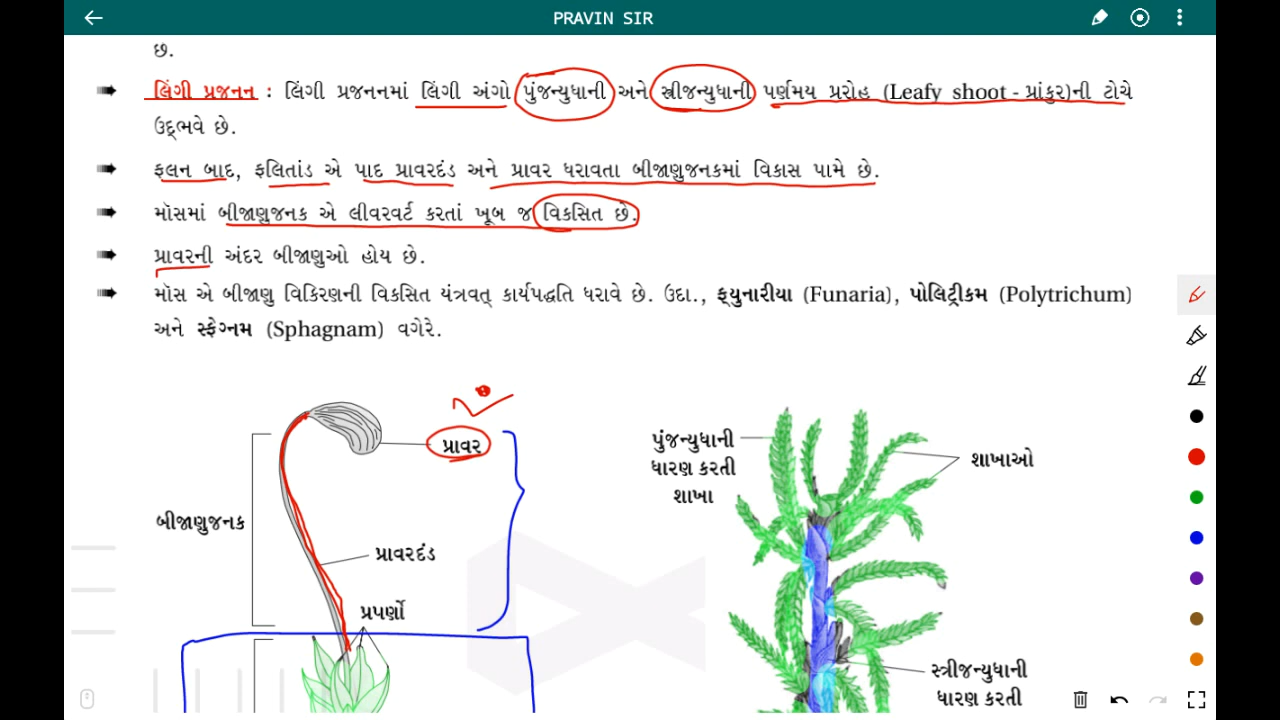 PRAVIN SIR
છે.
લિંગી પ્રજનન : લિંગી પ્રજનનમાં લિંગી અંગો પુંજન્યુધાની અને સ્ત્રીજન્યુધાની પર્ણમય પ્રરોહ (Leafy shoot - પ્રાંકુર)ની ટોચે
ઉદ્ભવે છે.
ફલન બાદ, ફલિતાંડ એ પાદ પ્રાવરદંડ અને પ્રાવર ધરાવતા બીજાણુજનકમાં વિકાસ પામે છે.
મૉસમાં બીજાણુજનક એ લીવરવર્ટ કરતાં ખૂબ જ વિકસિત છે.
પ્રાવરની અંદર બીજાણુઓ હોય છે.
મૉસ એ બીજાણુ વિકિરણની વિકસિત યંત્રવત્ કાર્યપદ્ધતિ ધરાવે છે. ઉદા., ફ્યુનારીયા (Funaria), પોલિટ્રીકમ (Polytrichum)
અને સ્ફેગ્નમ (Sphagnum) વગેરે.
પ્રાવર
બીજાણુજનક
પ્રાવરદંડ
પ્રપર્ણો
પુંજન્યુધાની
ધારણ કરતી
શાખા
શાખાઓ
સ્ત્રીજન્યુધાની
ધારણ કરતી